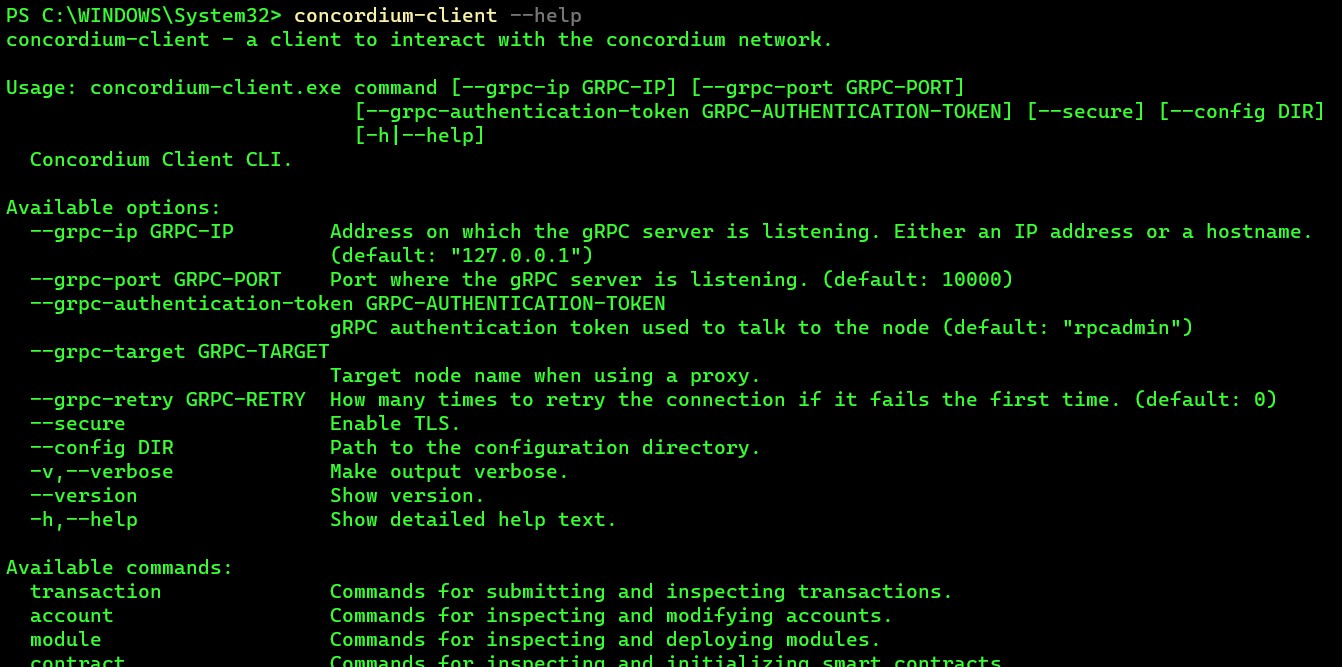 PS C:\WINDOWS\System32> concordium-client --help
concordium-client - a client to interact with the concordium network.
Usage: concordium-client.exe command [--grpc-ip GRPC-IP] [--grpc-port GRPC-PORT]
[--grpc-authentication-token GRPC-AUTHENTICATION-TOKEN] [--secure] [--config DIR]
[-h|--help]
Concordium Client CLI.
Available options:
--grpc-ip GRPC-IP Address on which the gRPC server is listening. Either an IP address or a hostname.
(default: "127.0.0.1")
--grpc-port GRPC-PORT Port where the gRPC server is listening. (default: 10000)
--grpc-authentication-token GRPC-AUTHENTICATION-TOKEN
gRPC authentication token used to talk to the node (default: "rpcadmin")
--grpc-target GRPC-TARGET
Target node name when using a proxy.
--grpc-retry GRPC-RETRY How many times to retry the connection if it fails the first time. (default: 0)
--secure Enable TLS.
--config DIR Path to the configuration directory.
-v,--verbose Make output verbose.
--version Show version.
-h,--help Show detailed help text.
Available commands:
transaction Commands for submitting and inspecting transactions.
account Commands for inspecting and modifying accounts.
module Commands for inspecting and deploying modules.
contract Commands for inspecting and initializing smart contracts